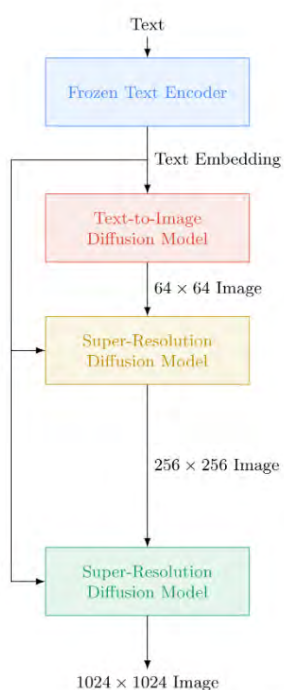 Text
Frozen Text Encoder
Text Embedding
Text-to-Image
Diffusion Model
64 × 64 Image
Super-Resolution
Diffusion Model
256 × 256 Image
Super-Resolution
Diffusion Model
1024 × 1024 Image